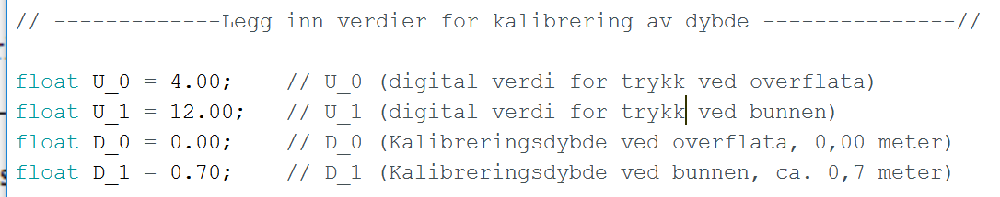 // -------------Legg inn verdier for kalibrering av dybde ---------------//
float U_0 = 4.00;    // U_0 (digital verdi for trykk ved overflata)
float U_1 = 12.00;   // U_1 (digital verdi for trykk ved bunnen)
float D_0 = 0.00;    // D_0 (Kalibreringsdybde ved overflata, 0,00 meter)
float D_1 = 0.70;    // D_1 (Kalibreringsdybde ved bunnen, ca. 0,7 meter)